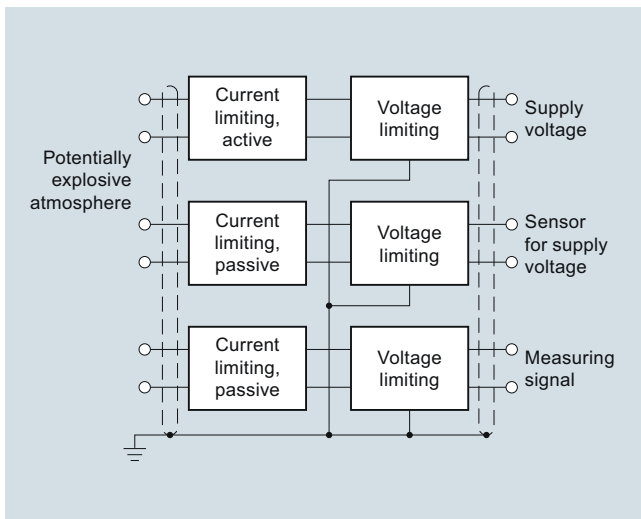 Potentially
explosive
atmosphere
Current
limiting,
active
Voltage
limiting
Supply
voltage
Current
limiting,
passive
Voltage
limiting
Sensor
for supply
voltage
Current
limiting,
passive
Voltage
limiting
Measuring
signal